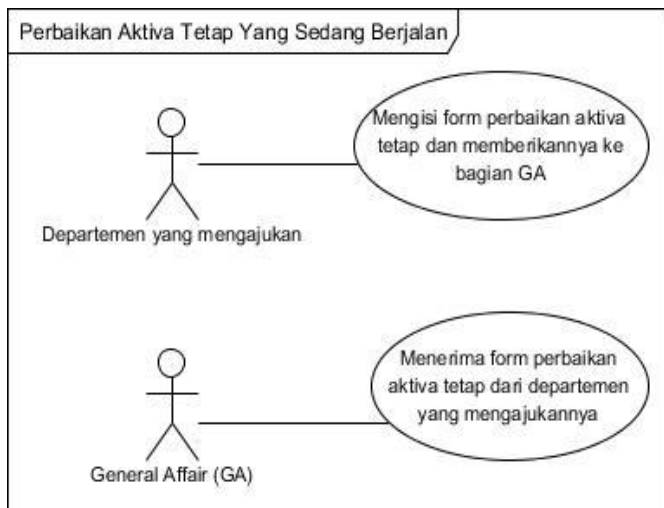 Perbaikan Aktiva Tetap Yang Sedang Berjalan
Mengisi form perbaikan aktiva
tetap dan memberikannya ke
bagian GA
Departemen yang mengajukan
Menerima form perbaikan
aktiva tetap dari departemen
yang mengajukannya
General Affair (GA)